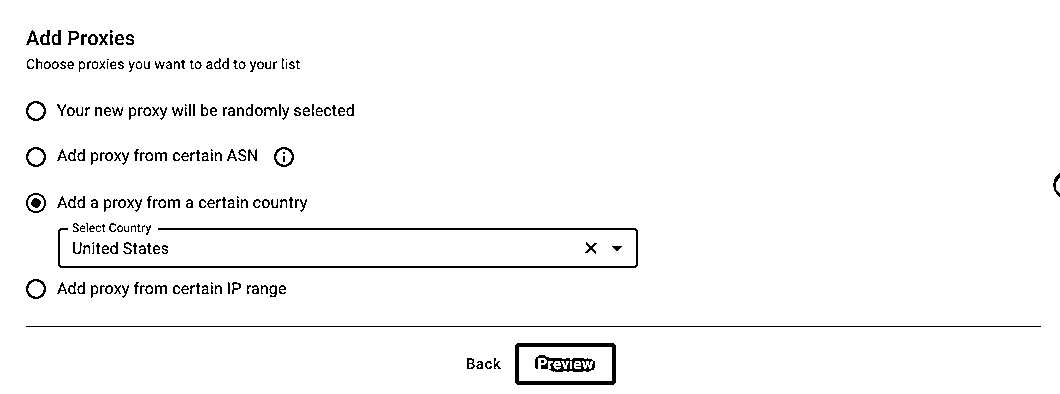 Add Proxies
Choose proxies you want to add to your list
Your new proxy will be randomly selected
Add proxy from certain ASN
Add a proxy from a certain country
Select Country
United States
Add proxy from certain IP range
Back Preview